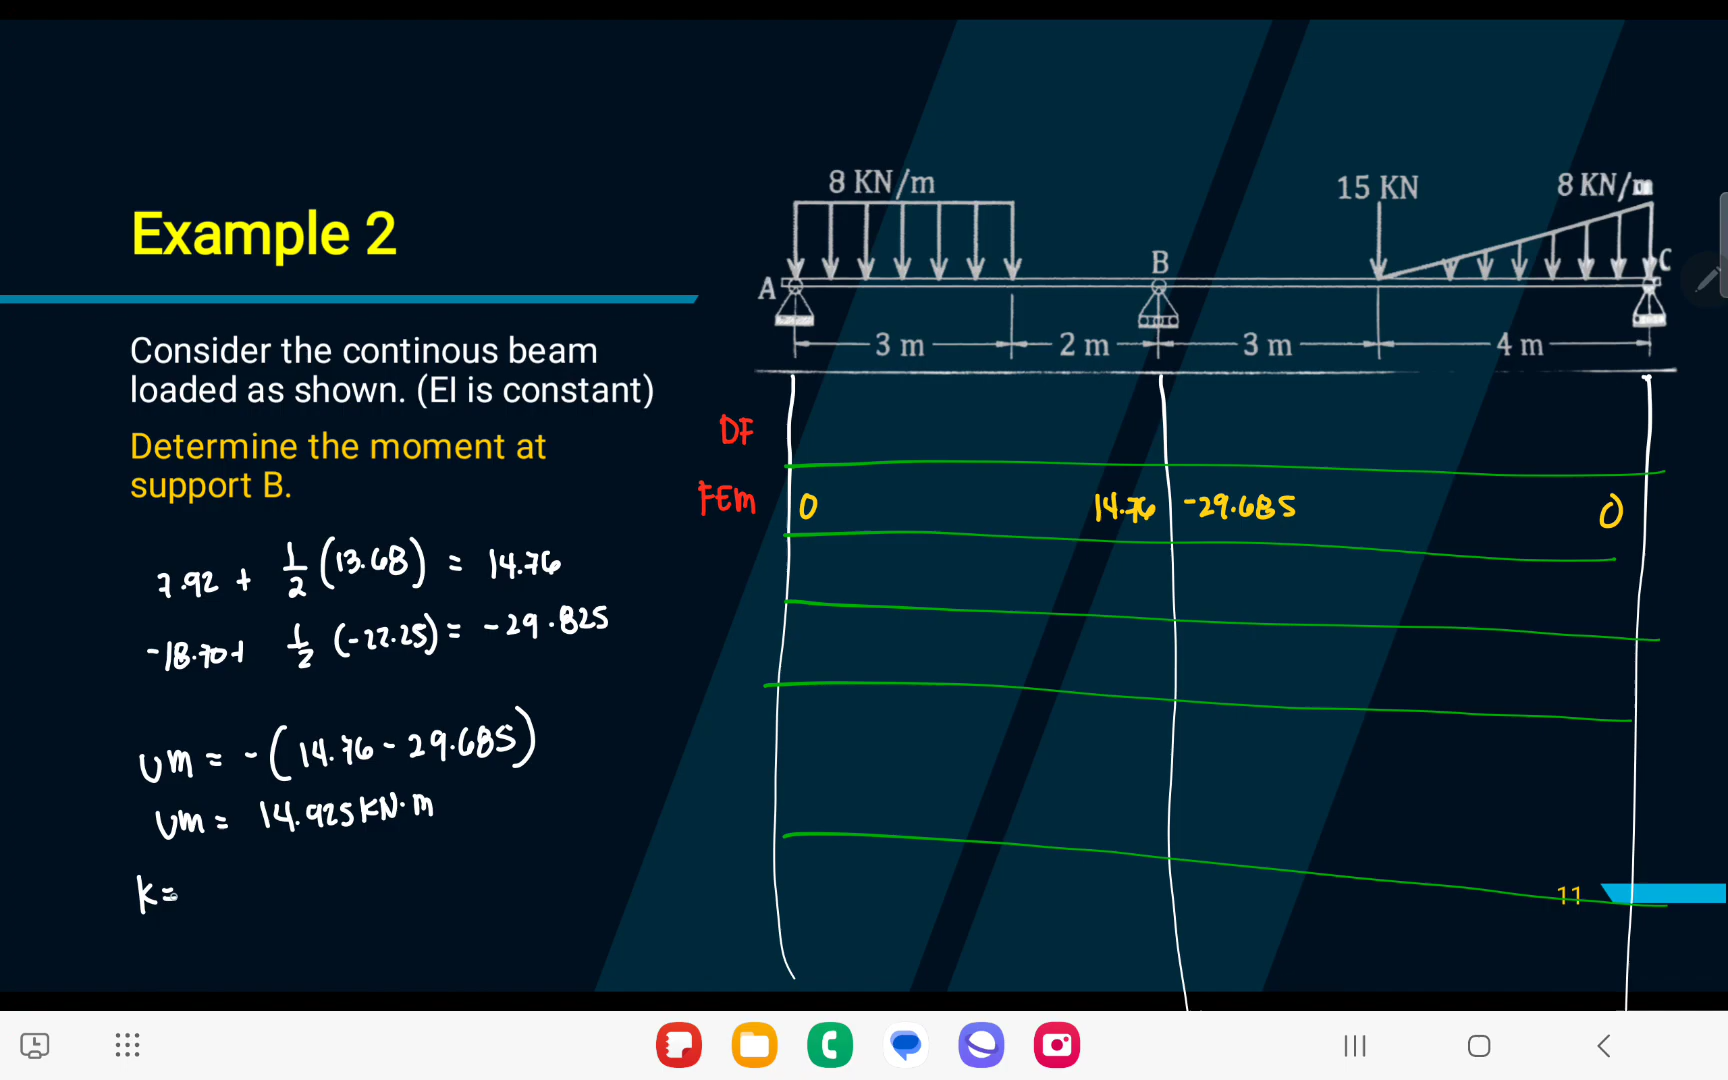 Example 2
Consider the continous beam
loaded as shown. (EI is constant)
Determine the moment at
support B.
7.92 + 1/2 (13.68) = 14.76
-18.70+ 1/2 (-22.25) = -29.825
UM = -(14.76 - 29.685)
UM = 14.925 KN·m
K=
8 KN/m
15 KN
8 KN/m
A
B
C
3 m
2 m
3 m
4 m
DF
FEM 0 14.76 -29.685 0
11